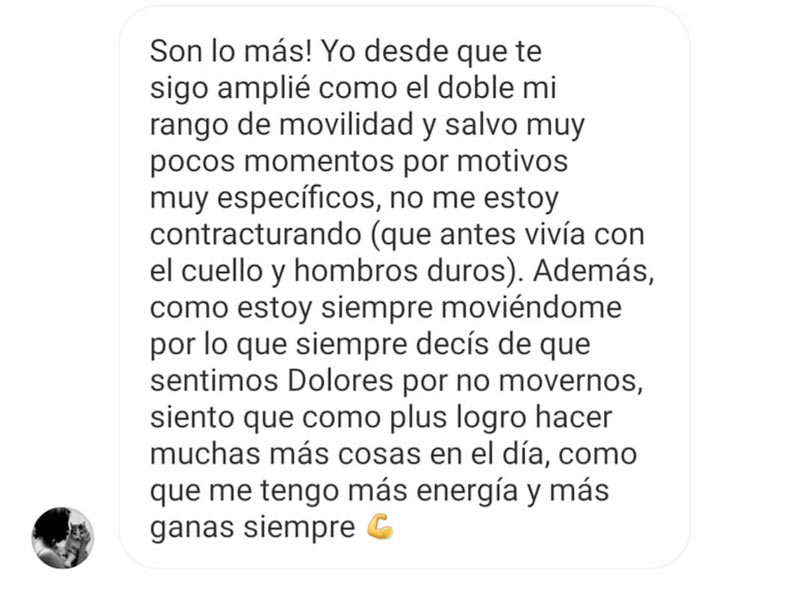 Son lo más! Yo desde que te
sigo amplié como el doble mi
rango de movilidad y salvo muy
pocos momentos por motivos
muy específicos, no me estoy
contracturando (que antes vivía con
el cuello y hombros duros). Además,
como estoy siempre moviéndome
por lo que siempre decís de que
sentimos Dolores por no movernos,
siento que como plus logro hacer
muchas más cosas en el día, como
que me tengo más energía y más
ganas siempre 💪